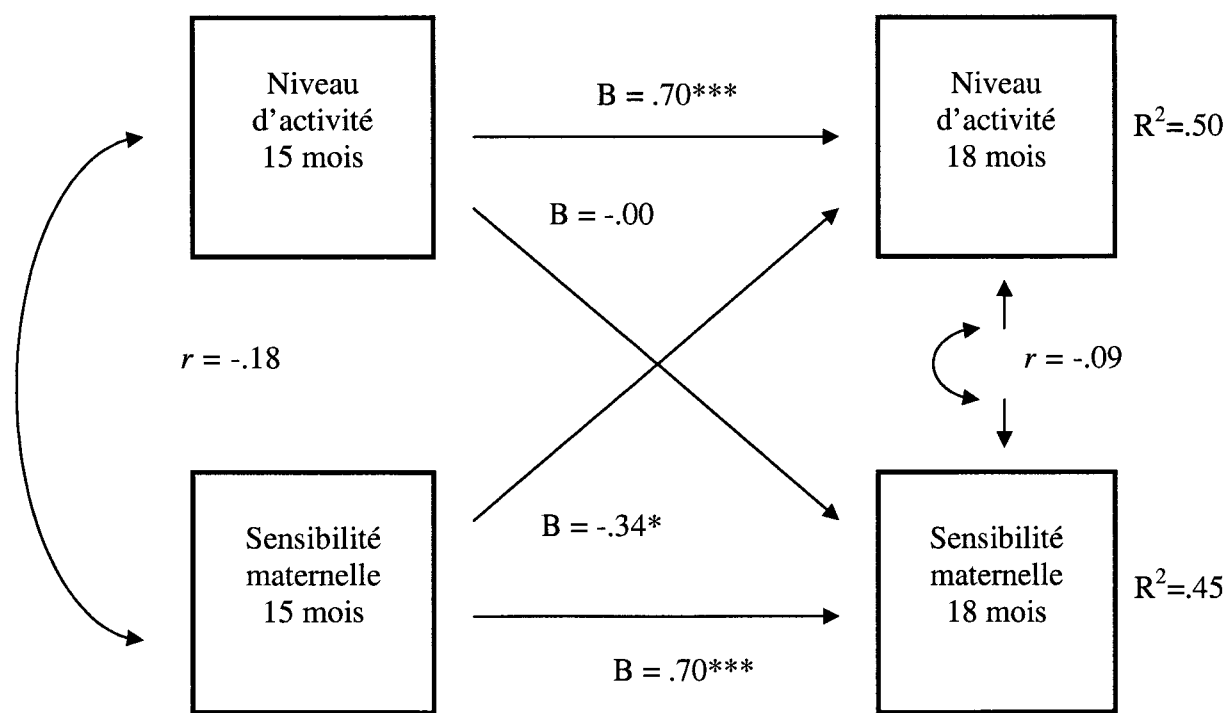 Niveau
d'activité
15 mois
B = .70***
Niveau
d'activité
18 mois
R²=.50
B = -.00
r = -.18
r = -.09
Sensibilité
maternelle
15 mois
B = -.34*
Sensibilité
maternelle
18 mois
R²=.45
B = .70***